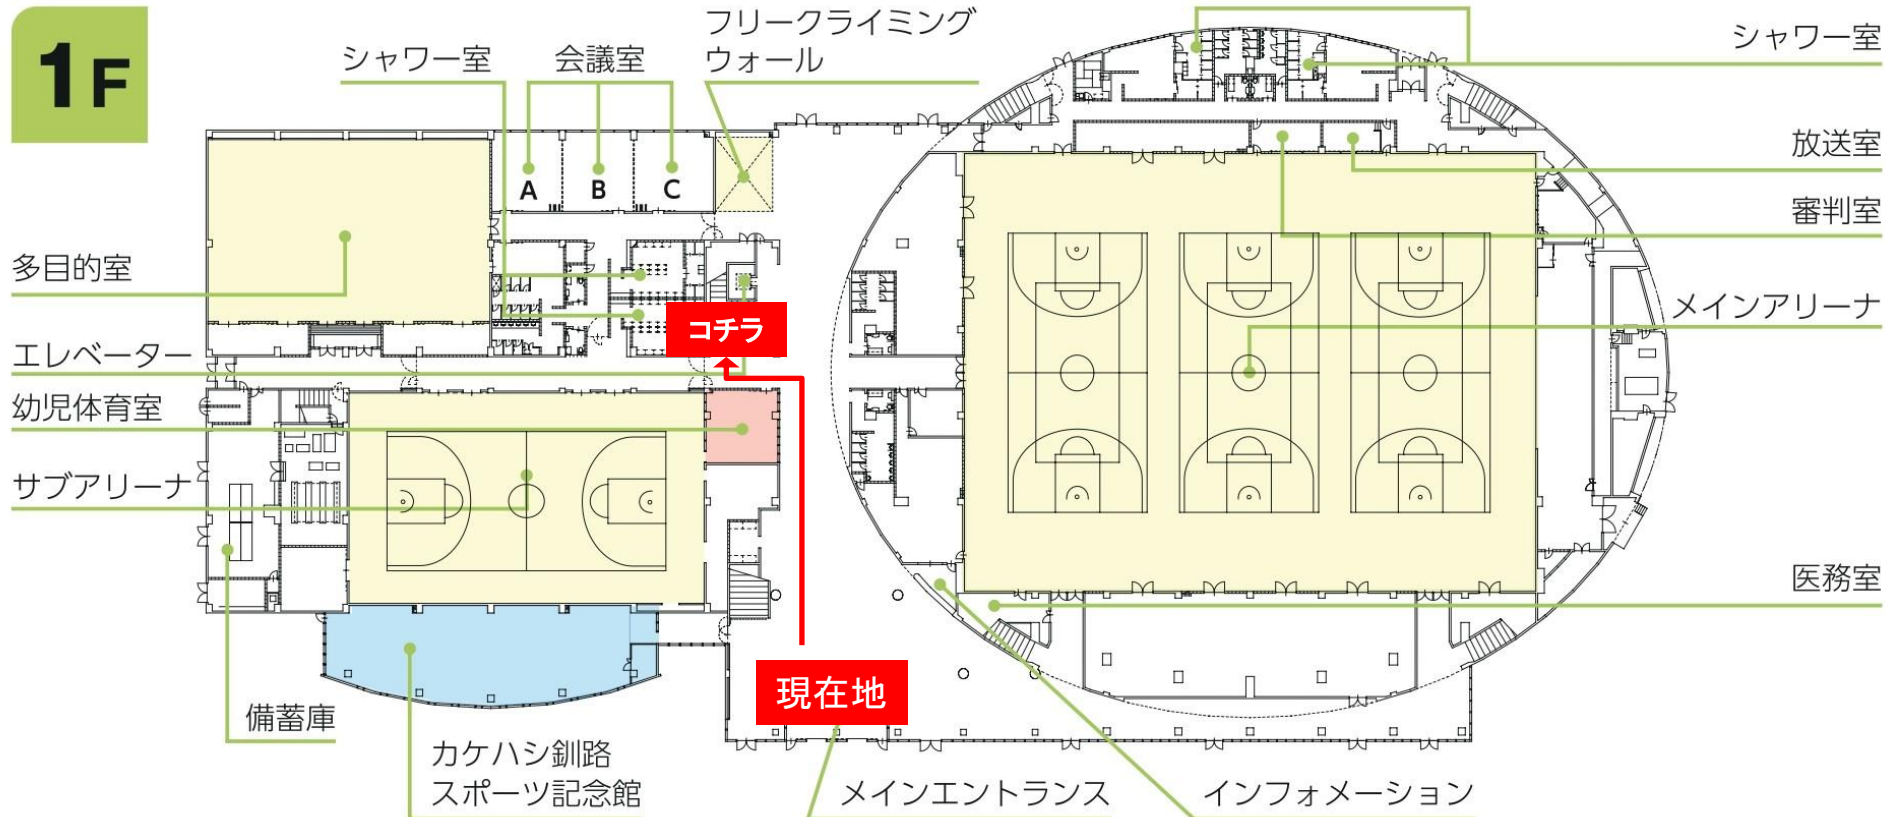 1F
シャワー室
会議室
フリークライミング
ウォール
シャワー室
A
B
C
放送室
審判室
多目的室
コチラ
メインアリーナ
エレベーター
幼児体育室
サブアリーナ
医務室
現在地
備蓄庫
カケハシ釧路
スポーツ記念館
メインエントランス
インフォメーション